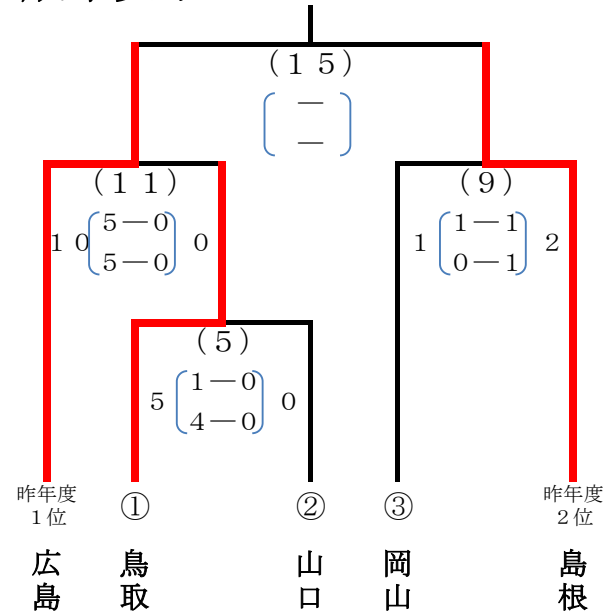 (15)
―
―
(11)
(9)
10 5―0 0
5―0
1 1―1 2
0―1
(5)
5 1―0 0
4―0
昨年度 1位
①
②
③
昨年度 2位
広島
鳥取
山口
岡山
島根